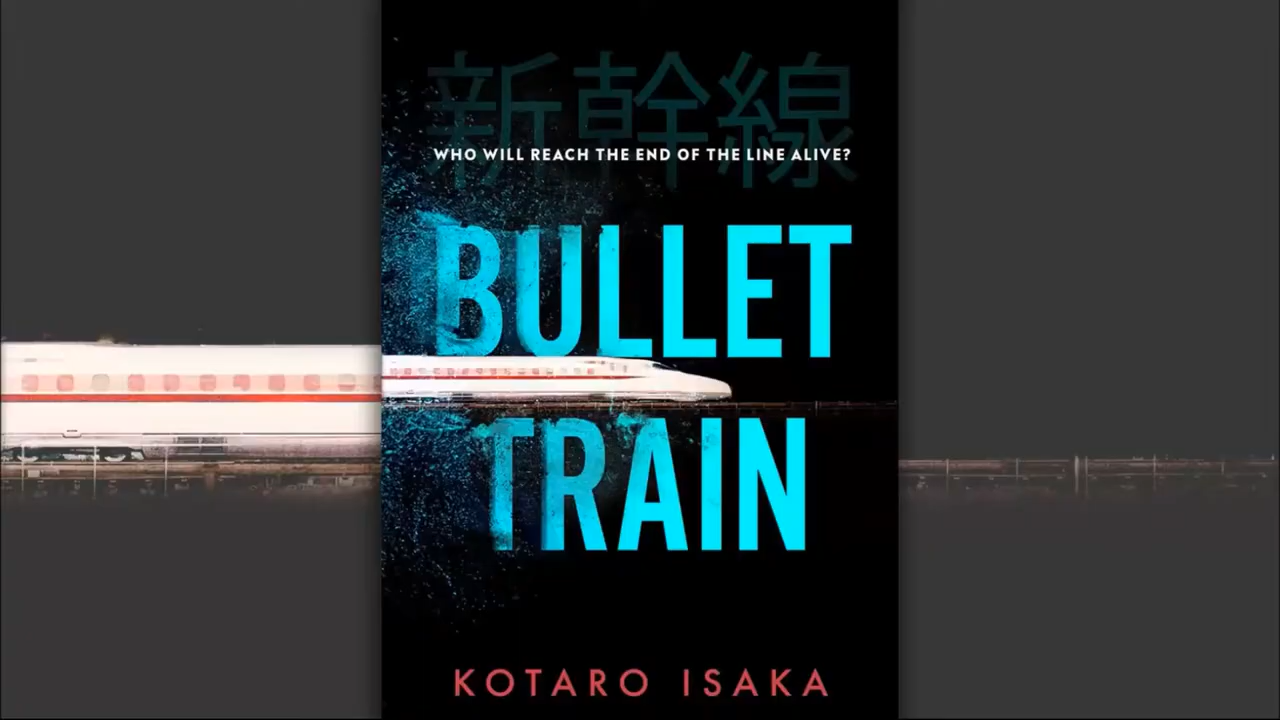 新幹線
WHO WILL REACH THE END OF THE LINE ALIVE?
BULLET
TRAIN
KOTARO ISAKA